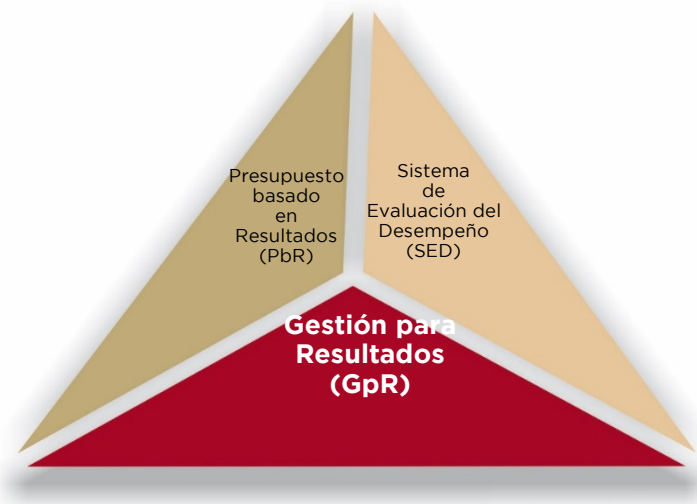 Presupuesto
basado
en
Resultados
(PbR)
Sistema
de
Evaluación del
Desempeño
(SED)
Gestión para
Resultados
(GpR)